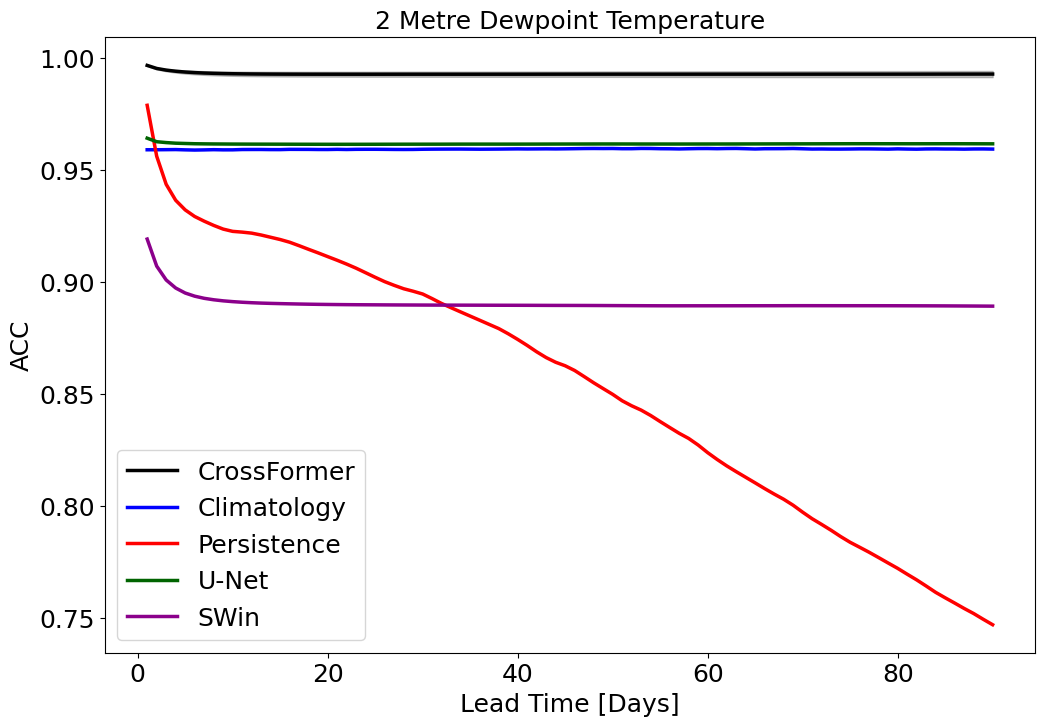 2 Metre Dewpoint Temperature
ACC
1.00
0.95
0.90
0.85
0.80
0.75
CrossFormer
Climatology
Persistence
U-Net
SWin
0 20 40 60 80
Lead Time [Days]